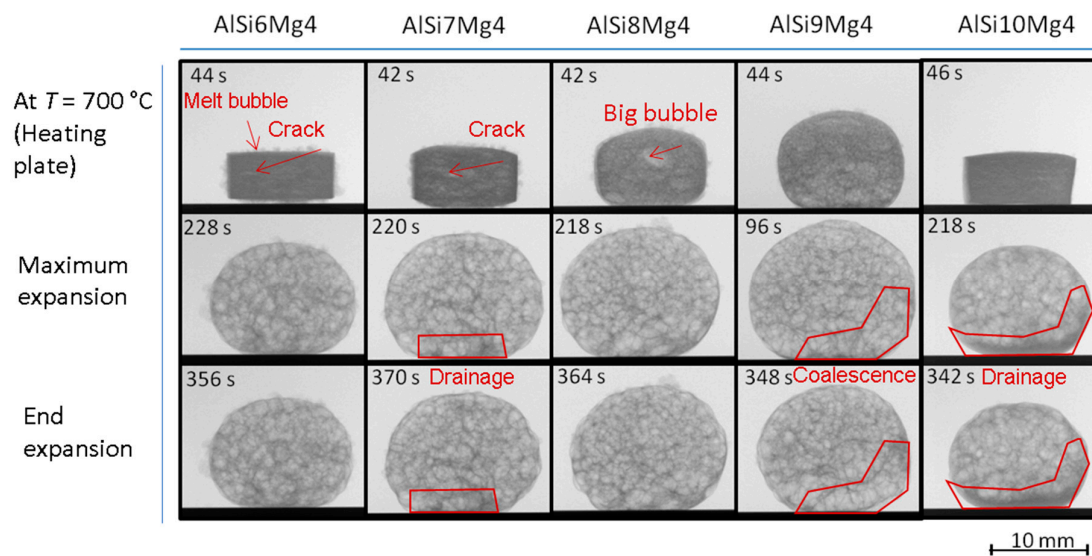 AlSi6Mg4 AlSi7Mg4 AlSi8Mg4 AlSi9Mg4 AlSi10Mg4
At T = 700 °C
(Heating
plate)
44 s 42 s 42 s 44 s 46 s
Melt bubble
Crack
Crack
Big bubble
Maximum
expansion
228 s 220 s 218 s 96 s 218 s
End
expansion
356 s 370 s Drainage 364 s 348 s Coalescence 342 s Drainage
10 mm